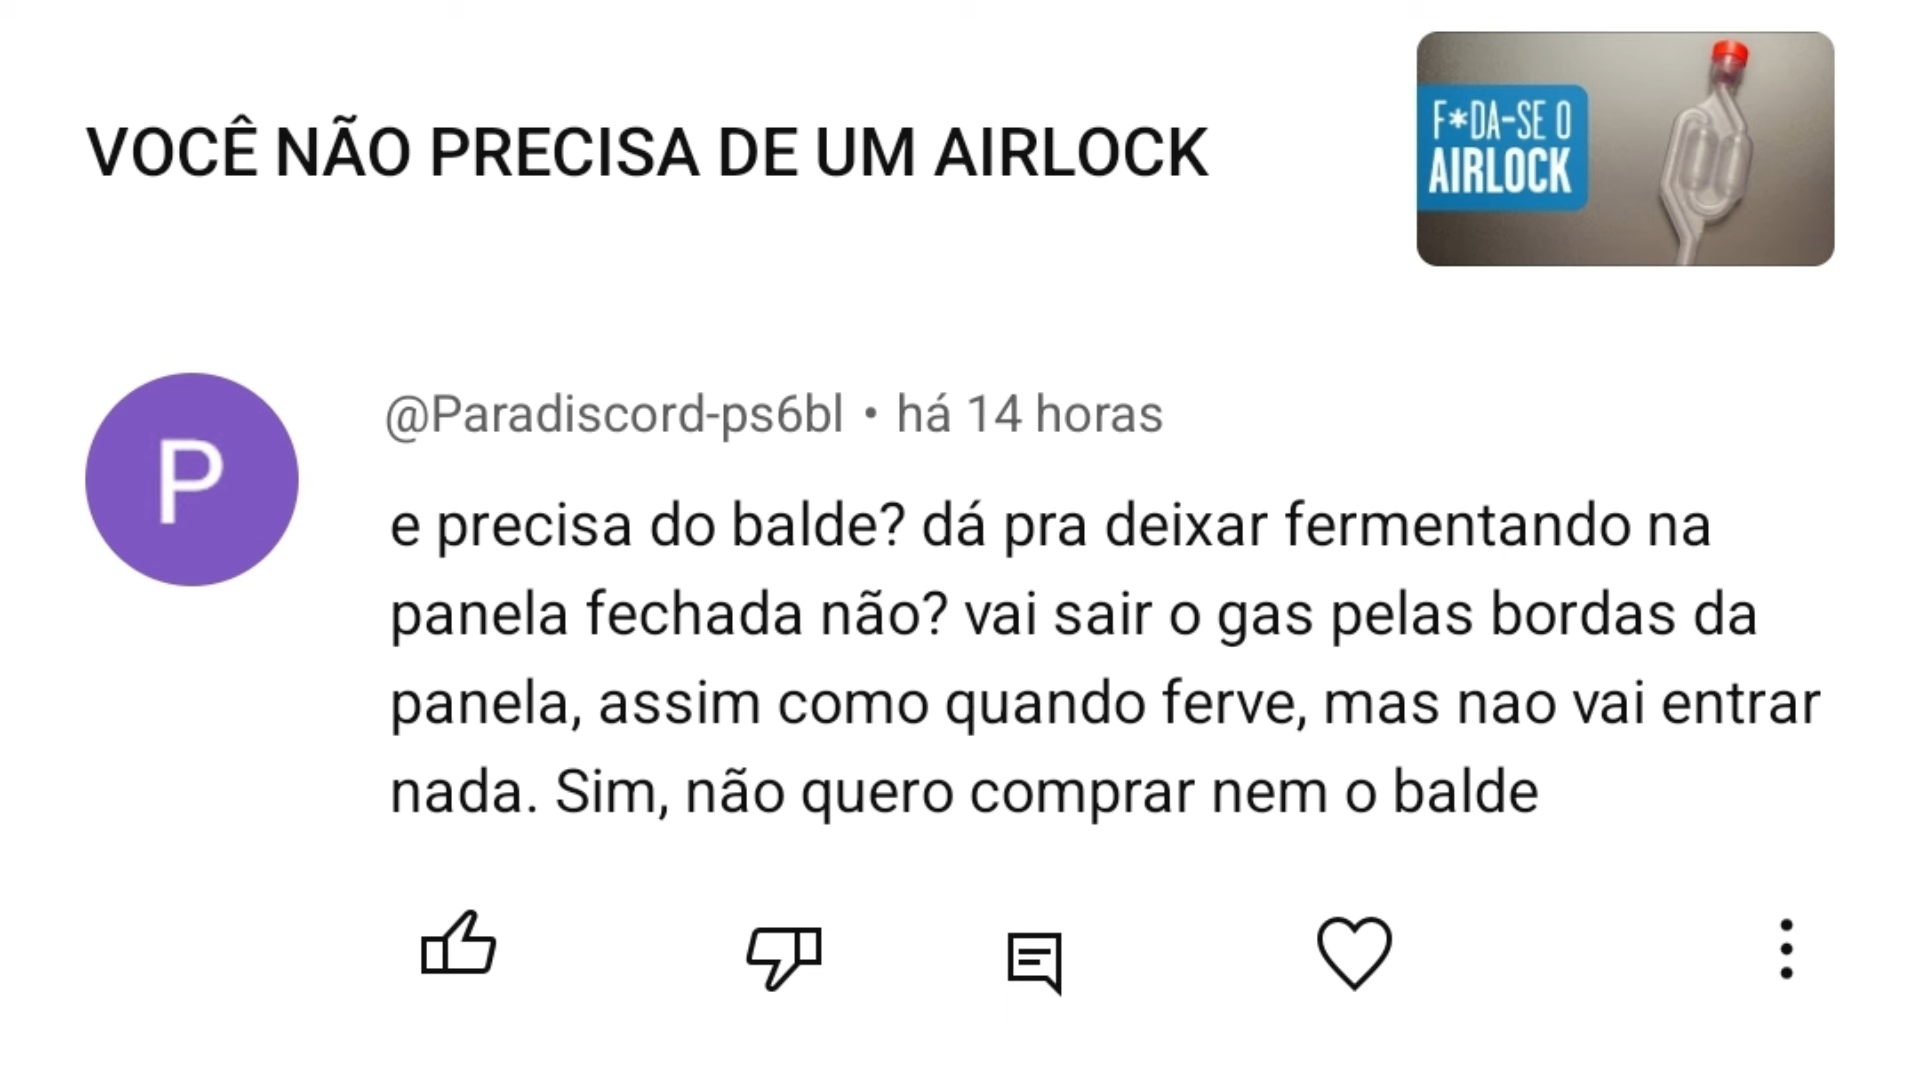 VOCÊ NÃO PRECISA DE UM AIRLOCK
F*DA-SE O
AIRLOCK
P
@Paradiscord-ps6bl • há 14 horas
e precisa do balde? dá pra deixar fermentando na
panela fechada não? vai sair o gas pelas bordas da
panela, assim como quando ferve, mas nao vai entrar
nada. Sim, não quero comprar nem o balde